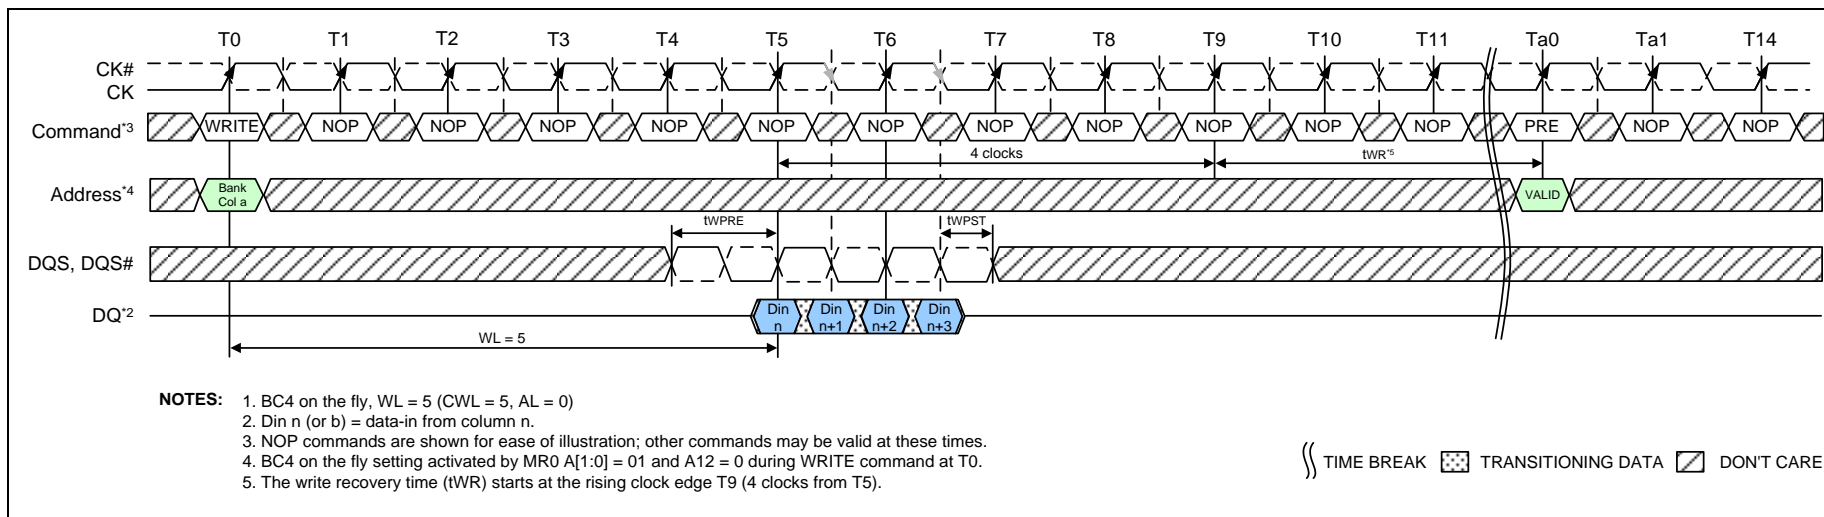 T0 T1 T2 T3 T4 T5 T6 T7 T8 T9 T10 T11 Ta0 Ta1 T14
CK#
CK
Command*3 WRITE NOP NOP NOP NOP NOP NOP NOP NOP NOP NOP NOP PRE NOP NOP
4 clocks tWR*5
Address*4 Bank Col a VALID
tWPRE tWPST
DQS, DQS#
DQ*2 Din n Din n+1 Din n+2 Din n+3
WL = 5
NOTES: 1. BC4 on the fly, WL = 5 (CWL = 5, AL = 0)
2. Din n (or b) = data-in from column n.
3. NOP commands are shown for ease of illustration; other commands may be valid at these times.
4. BC4 on the fly setting activated by MR0 A[1:0] = 01 and A12 = 0 during WRITE command at T0.
5. The write recovery time (tWR) starts at the rising clock edge T9 (4 clocks from T5).
TIME BREAK TRANSITIONING DATA DON'T CARE